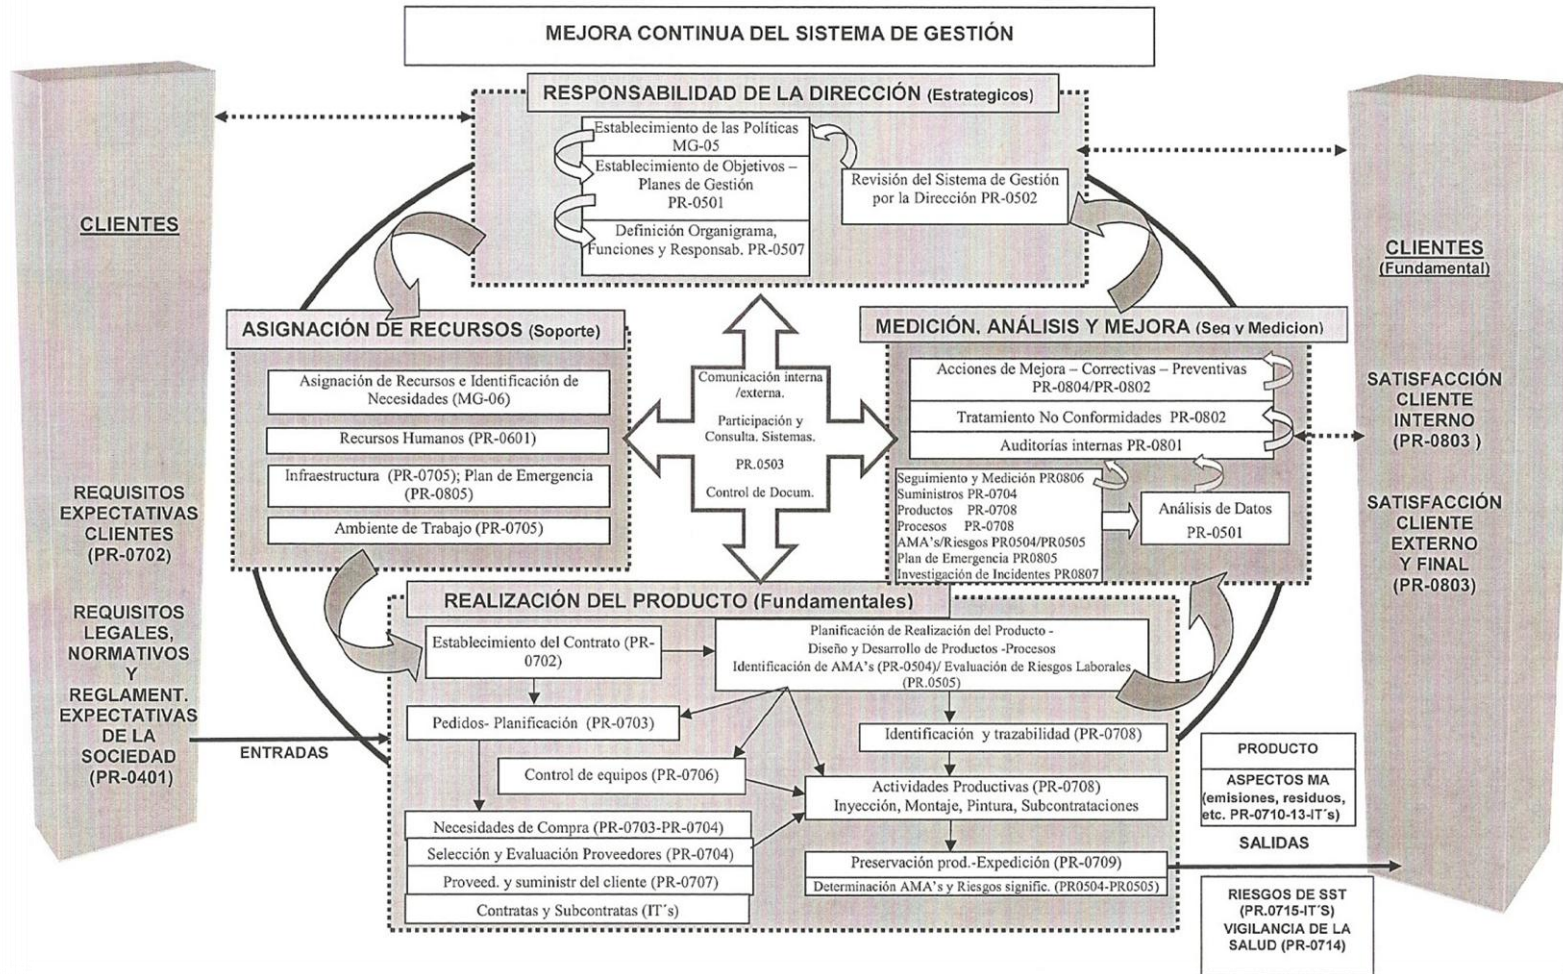 MEJORA CONTINUA DEL SISTEMA DE GESTIÓN
RESPONSABILIDAD DE LA DIRECCIÓN (Estrategicos)
Establecimiento de las Políticas
MG-05
Establecimiento de Objetivos –
Planes de Gestión
PR-0501
Definición Organigrama,
Funciones y Responsab. PR-0507
Revisión del Sistema de Gestión
por la Dirección PR-0502
CLIENTES
REQUISITOS
EXPECTATIVAS
CLIENTES
(PR-0702)
REQUISITOS
LEGALES,
NORMATIVOS
Y
REGLAMENT.
EXPECTATIVAS
DE LA
SOCIEDAD
(PR-0401)
ENTRADAS
ASIGNACIÓN DE RECURSOS (Soporte)
Asignación de Recursos e Identificación de
Necesidades (MG-06)
Recursos Humanos (PR-0601)
Infraestructura (PR-0705); Plan de Emergencia
(PR-0805)
Ambiente de Trabajo (PR-0705)
Comunicación interna
/externa.
Participación y
Consulta. Sistemas.
PR.0503
Control de Docum.
MEDICIÓN, ANÁLISIS Y MEJORA (Seg y Medicion)
Acciones de Mejora – Correctivas – Preventivas
PR-0804/PR-0802
Tratamiento No Conformidades PR-0802
Auditorías internas PR-0801
Seguimiento y Medición PR0806
Suministros PR-0704
Productos PR-0708
Procesos PR-0708
AMA's/Riesgos PR0504/PR0505
Plan de Emergencia PR0805
Investigación de Incidentes PR0807
Análisis de Datos
PR-0501
REALIZACIÓN DEL PRODUCTO (Fundamentales)
Establecimiento del Contrato (PR-
0702)
Planificación de Realización del Producto -
Diseño y Desarrollo de Productos -Procesos
Identificación de AMA's (PR-0504)/ Evaluación de Riesgos Laborales
(PR.0505)
Pedidos- Planificación (PR-0703)
Identificación y trazabilidad (PR-0708)
Control de equipos (PR-0706)
Actividades Productivas (PR-0708)
Inyección, Montaje, Pintura, Subcontrataciones
Necesidades de Compra (PR-0703-PR-0704)
Selección y Evaluación Proveedores (PR-0704)
Proveed. y suministr del cliente (PR-0707)
Contratas y Subcontratas (IT´s)
Preservación prod.-Expedición (PR-0709)
Determinación AMA's y Riesgos signific. (PR0504-PR0505)
CLIENTES
(Fundamental)
SATISFACCIÓN
CLIENTE
INTERNO
(PR-0803 )
SATISFACCIÓN
CLIENTE
EXTERNO
Y FINAL
(PR-0803)
PRODUCTO
ASPECTOS MA
(emisiones, residuos,
etc. PR-0710-13-IT´s)
SALIDAS
RIESGOS DE SST
(PR.0715-IT´S)
VIGILANCIA DE LA
SALUD (PR-0714)